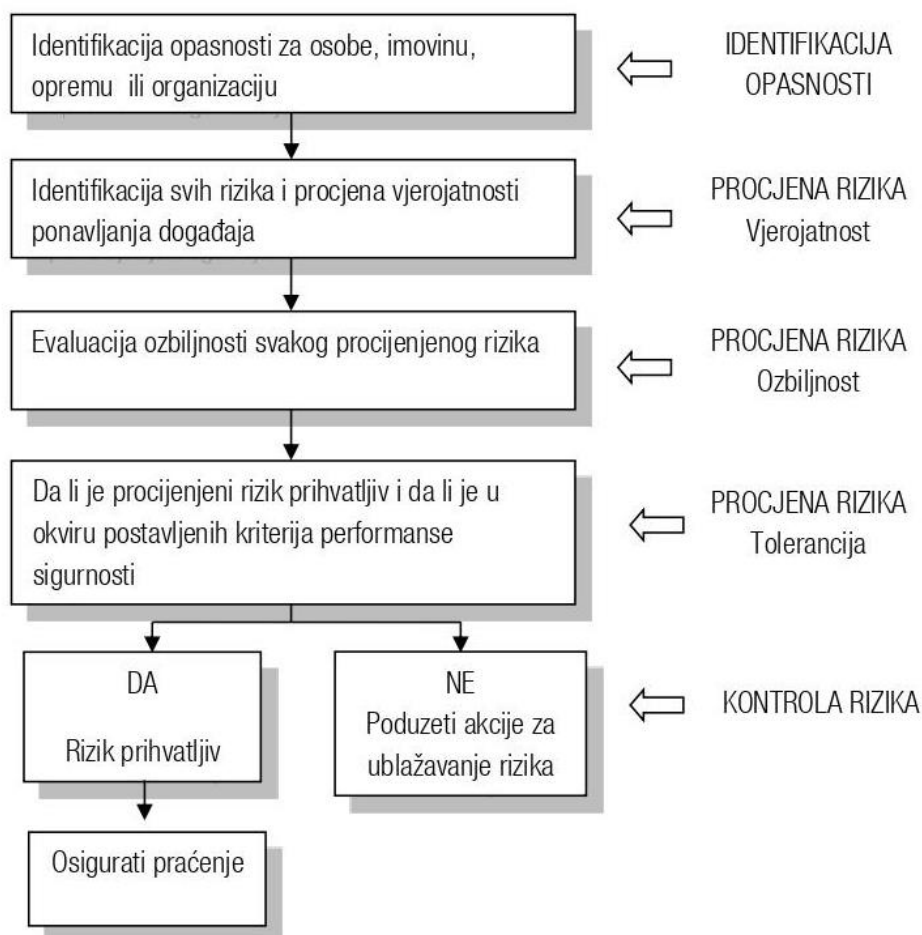 Identifikacija opasnosti za osobe, imovinu,
opremu ili organizaciju
IDENTIFIKACIJA
OPASNOSTI
Identifikacija svih rizika i procjena vjerojatnosti
ponavljanja događaja
PROCJENA RIZIKA
Vjerojatnost
Evaluacija ozbiljnosti svakog procijenjenog rizika
PROCJENA RIZIKA
Ozbiljnost
Da li je procijenjeni rizik prihvatljiv i da li je u
okviru postavljenih kriterija performanse
sigurnosti
PROCJENA RIZIKA
Tolerancija
DA
Rizik prihvatljiv
NE
Poduzeti akcije za
ublažavanje rizika
KONTROLA RIZIKA
Osigurati praćenje